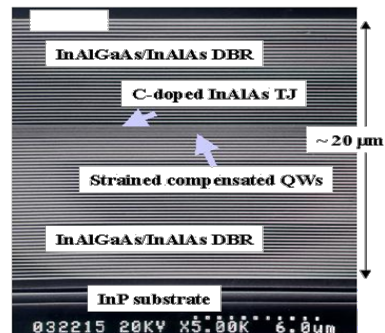 InAlGaAs/InAlAs DBR
C-doped InAlAs TJ
~ 20 μm
Strained compensated QWs
InAlGaAs/InAlAs DBR
InP substrate
032215 20KV X5.00K 6.0um